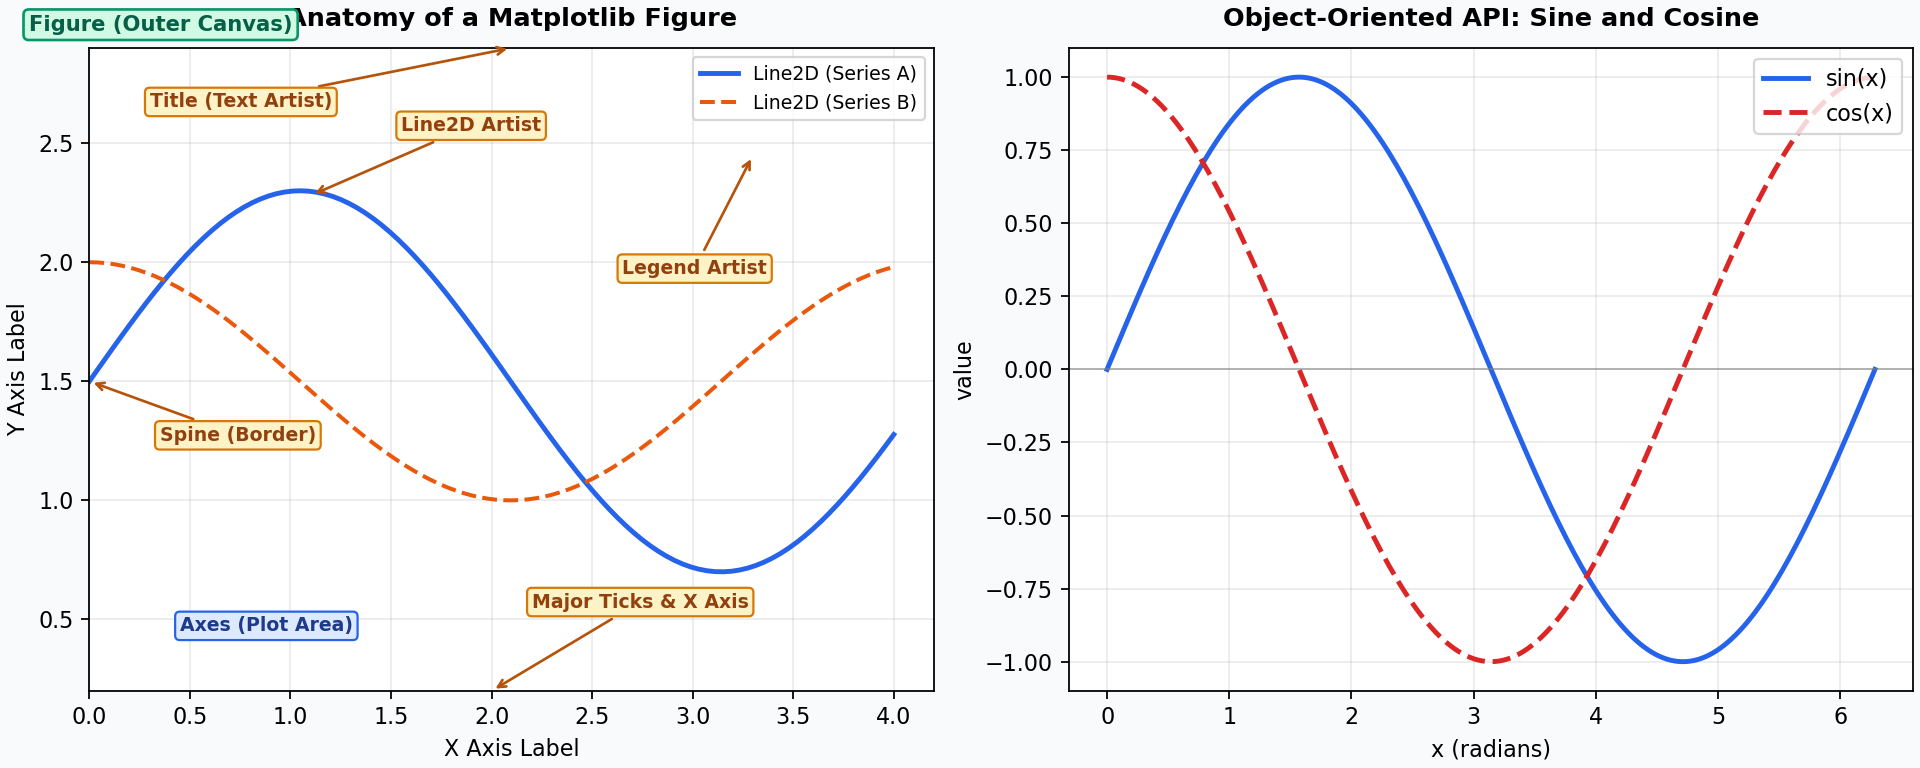 Figure (Outer Canvas)
Anatomy of a Matplotlib Figure
Line2D (Series A)
Line2D (Series B)
Title (Text Artist)
Line2D Artist
Legend Artist
Spine (Border)
Major Ticks & X Axis
Axes (Plot Area)
Y Axis Label
2.5
2.0
1.5
1.0
0.5
0.0 0.5 1.0 1.5 2.0 2.5 3.0 3.5 4.0
X Axis Label
Object-Oriented API: Sine and Cosine
sin(x)
cos(x)
value
1.00
0.75
0.50
0.25
0.00
−0.25
−0.50
−0.75
−1.00
0 1 2 3 4 5 6
x (radians)